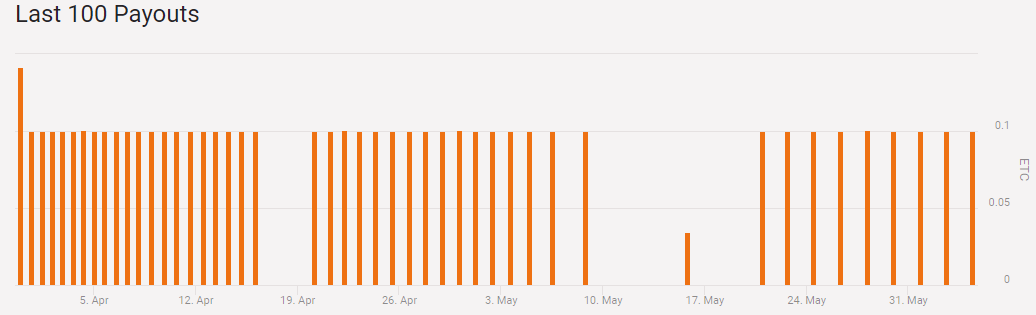 Last 100 Payouts
0.1
ETC
0.05
0
5. Apr
12. Apr
19. Apr
26. Apr
3. May
10. May
17. May
24. May
31. May